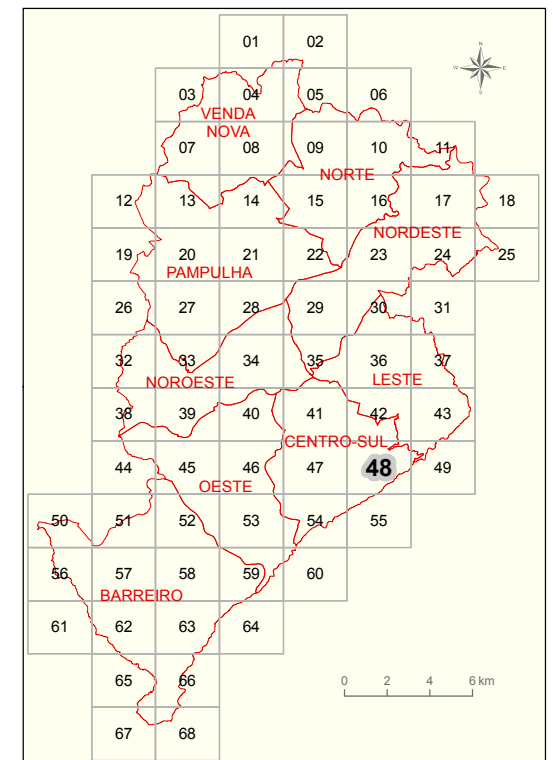 01 02
N
W E
S
03 04 05 06
VENDA
NOVA
07 08 09 10 11
NORTE
12 13 14 15 16 17 18
NORDESTE
19 20 21 22 23 24 25
PAMPULHA
26 27 28 29 30 31
32 33 34 35 36 37
NOROESTE LESTE
38 39 40 41 42 43
CENTRO-SUL
44 45 46 47 48 49
OESTE
50 51 52 53 54 55
56 57 58 59 60
BARREIRO
61 62 63 64
65 66
0 2 4 6 km
67 68